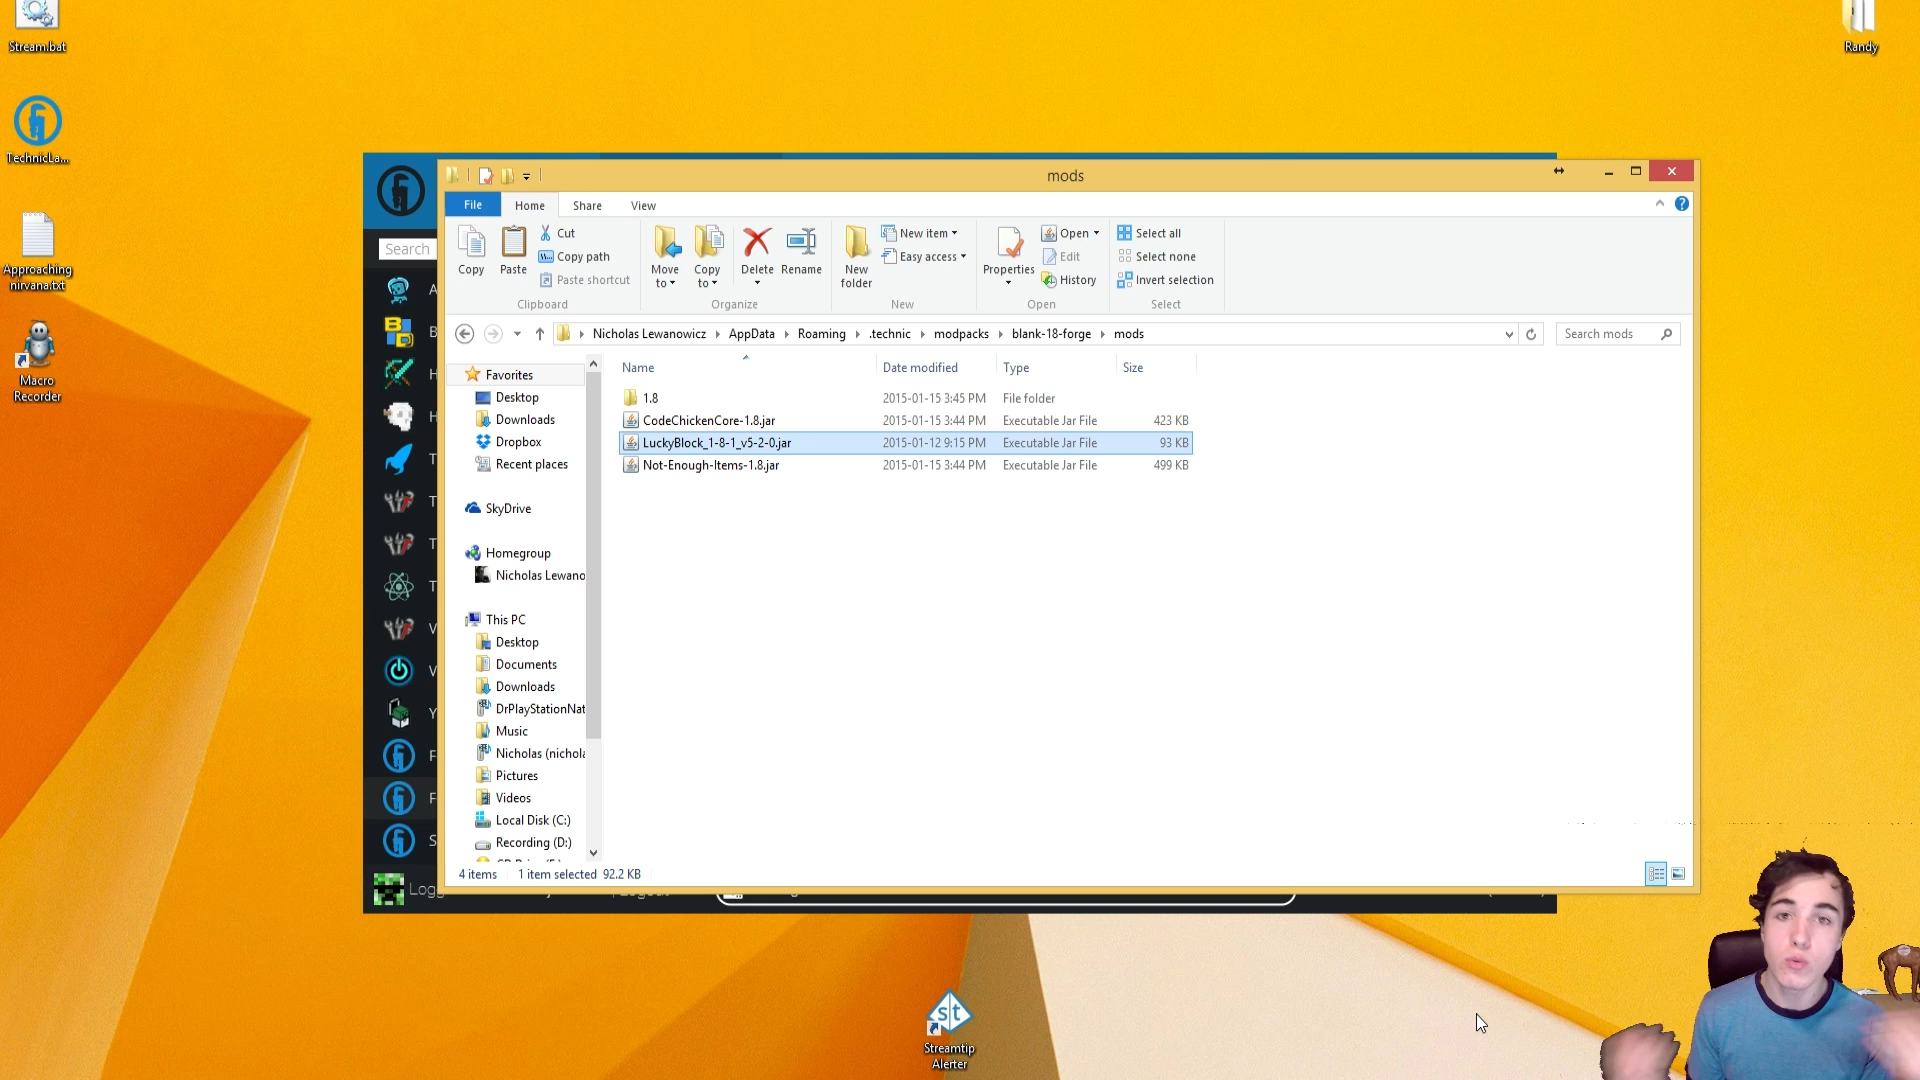 Stream.bat
TechnicLa...
Approaching
nirvana.txt
Macro
Recorder
Randy
Search
mods
File
Home
Share
View
Copy
Paste
Cut
Copy path
Paste shortcut
Clipboard
Move
to
Copy
to
Delete
Rename
Organize
New
folder
New item
Easy access
New
Properties
Open
Edit
History
Open
Select all
Select none
Invert selection
Select
Nicholas Lewanowicz
AppData
Roaming
.technic
modpacks
blank-18-forge
mods
Search mods
Favorites
Desktop
Downloads
Dropbox
Recent places
SkyDrive
Homegroup
Nicholas Lewano
This PC
Desktop
Documents
Downloads
DrPlayStationNat
Music
Nicholas (nichola
Pictures
Videos
Local Disk (C:)
Recording (D:)
Name Date modified Type Size
1.8 2015-01-15 3:45 PM File folder
CodeChickenCore-1.8.jar 2015-01-15 3:44 PM Executable Jar File 423 KB
LuckyBlock_1-8-1_v5-2-0.jar 2015-01-12 9:15 PM Executable Jar File 93 KB
Not-Enough-Items-1.8.jar 2015-01-15 3:44 PM Executable Jar File 499 KB
4 items 1 item selected 92.2 KB
st
Streamtip
Alerter